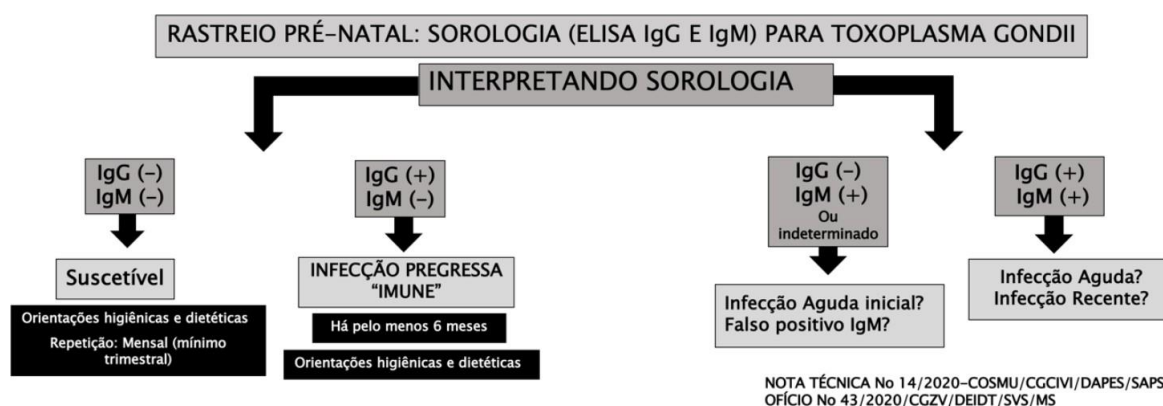 RASTREIO PRÉ-NATAL: SOROLOGIA (ELISA IgG E IgM) PARA TOXOPLASMA GONDII
INTERPRETANDO SOROLOGIA
IgG (-)
IgM (-)
Suscetível
Orientações higiênicas e dietéticas
Repetição: Mensal (mínimo
trimestral)
IgG (+)
IgM (-)
INFECÇÃO PREGRESSA
"IMUNE"
Há pelo menos 6 meses
Orientações higiênicas e dietéticas
IgG (-)
IgM (+)
Ou
indeterminado
Infecção Aguda inicial?
Falso positivo IgM?
IgG (+)
IgM (+)
Infecção Aguda?
Infecção Recente?
NOTA TÉCNICA No 14/2020-COSMU/CGCIVI/DAPES/SAPS
OFÍCIO No 43/2020/CGZV/DEIDT/SVS/MS